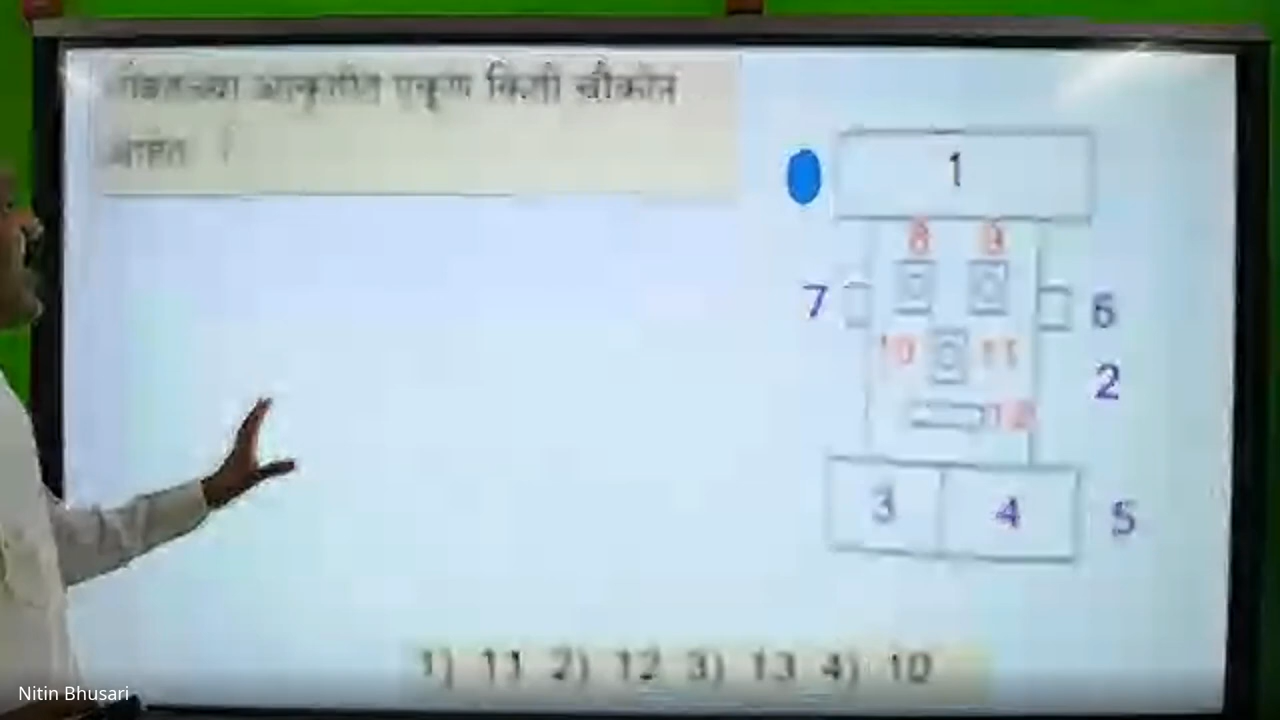 सोबतच्या आकृतीत एकूण किती चौकोन
आहेत ?
1
8 9
7
6
10 11
2
12
3 4 5
1) 11 2) 12 3) 13 4) 10
Nitin Bhusari